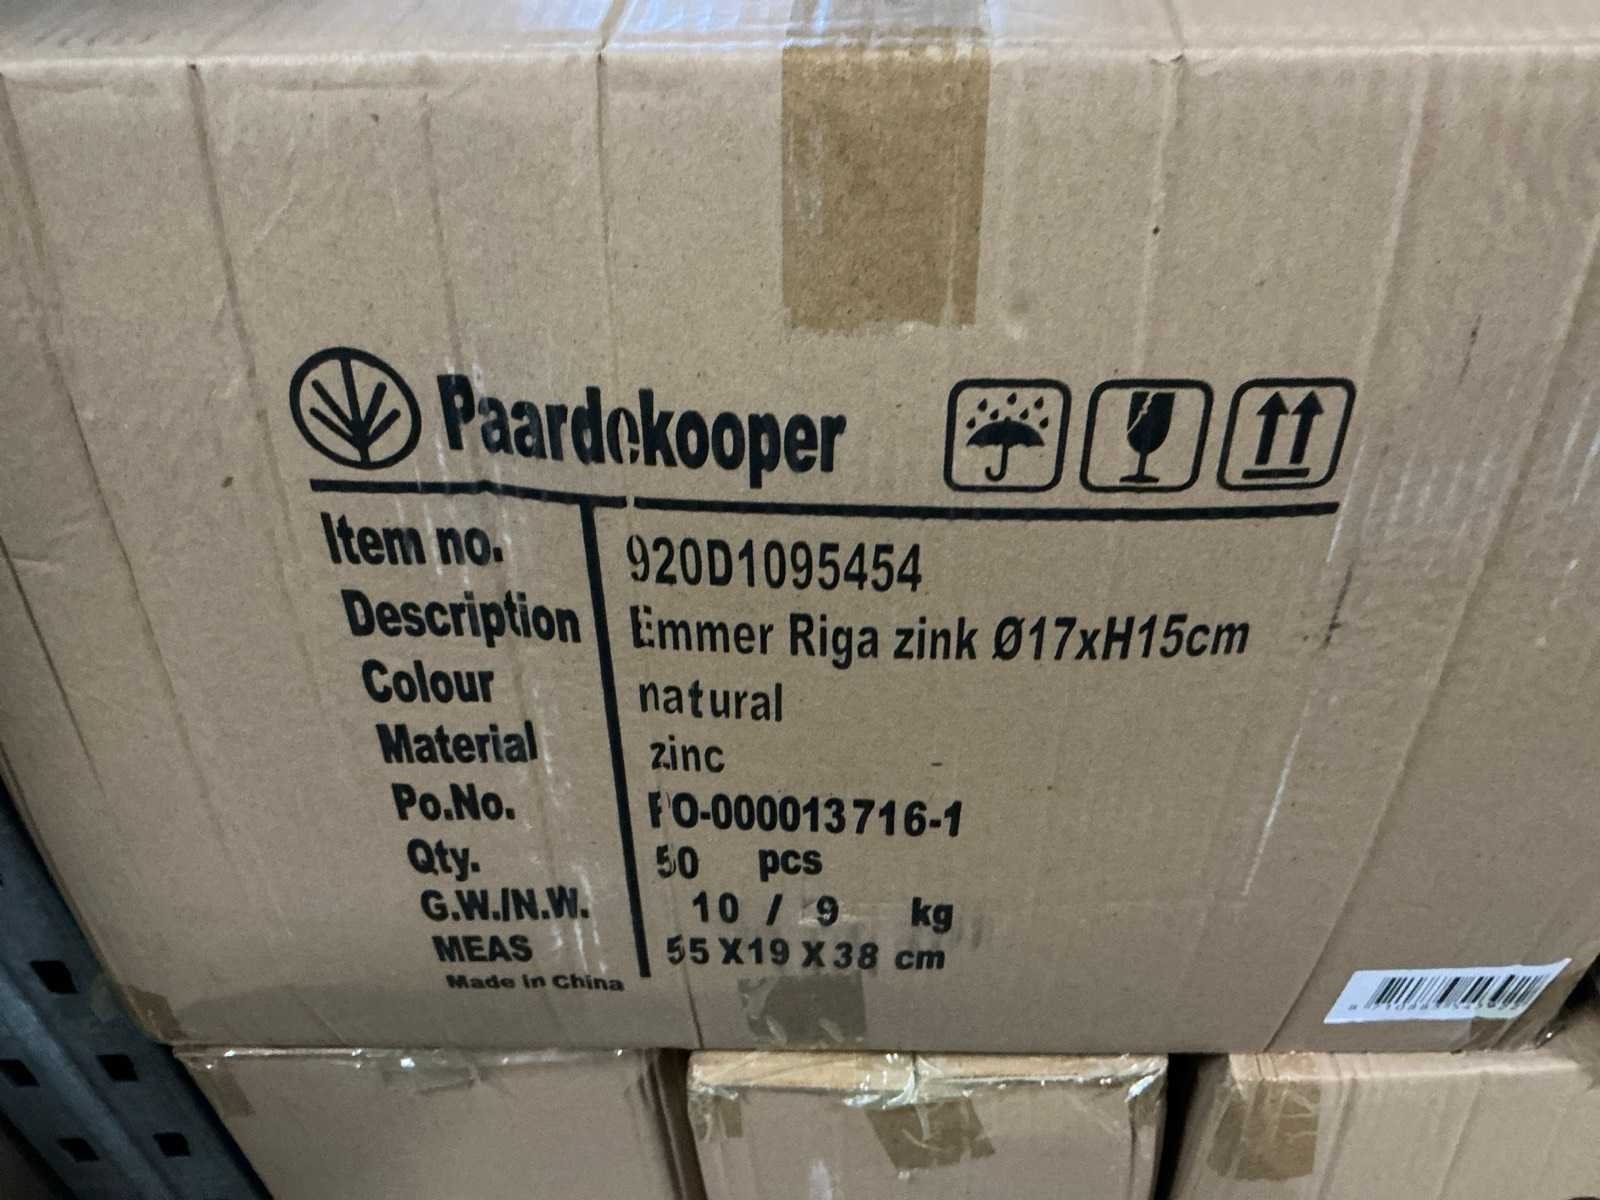 Paardekooper
Item no. 920D1095454
Description Emmer Riga zink Ø17xH15cm
Colour natural
Material zinc
Po.No. PO-000013716-1
Qty. 50 pcs
G.W./N.W. 10 / 9 kg
MEAS 55 X 19 X 38 cm
Made in China